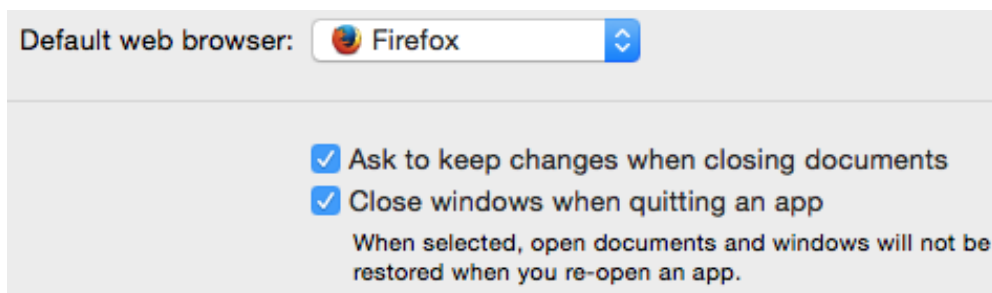 Default web browser: Firefox
Ask to keep changes when closing documents
Close windows when quitting an app
When selected, open documents and windows will not be
restored when you re-open an app.